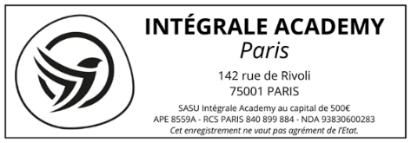 INTÉGRALE ACADEMY
Paris
142 rue de Rivoli
75001 PARIS
SASU Intégrale Academy au capital de 500€
APE 8559A - RCS PARIS 840 899 884 - NDA 93830600283
Cet enregistrement ne vaut pas agrément de l'Etat.